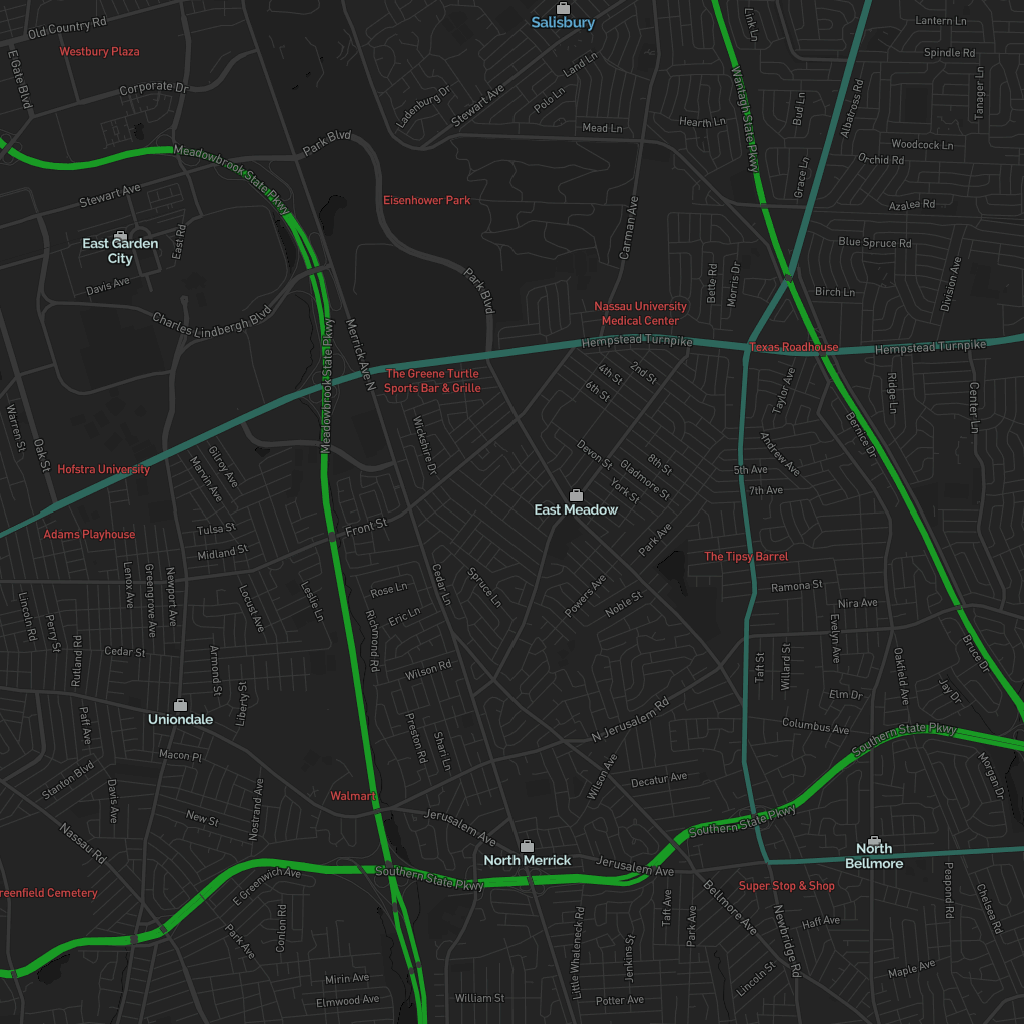 Salisbury
Link Ln
Lantern Ln
Old Country Rd
Westbury Plaza
Spindle Rd
E Gate Blvd
Land Ln
Wantagh State Pkwy
Tanager Ln
Corporate Dr
Ladenburg Dr
Stewart Ave
Polo Ln
Bud Ln
Albatross Rd
Hearth Ln
Mead Ln
Park Blvd
Woodcock Ln
Meadowbrook State Pkwy
Orchid Rd
Grace Ln
Stewart Ave
Eisenhower Park
Azalea Rd
Carman Ave
East Rd
East Garden
City
Blue Spruce Rd
Davis Ave
Park Blvd
Bette Rd
Morris Dr
Division Ave
Birch Ln
Charles Lindbergh Blvd
Nassau University
Medical Center
Meadowbrook State Pkwy
Merrick Ave N
Hempstead Turnpike
Texas Roadhouse
Hempstead Turnpike
The Greene Turtle
Sports Bar & Grille
4th St
2nd St
6th St
Taylor Ave
Ridge Ln
Center Ln
Warren St
Oak St
Wickshire Dr
Bernice Dr
Devon St
8th St
Andrew Ave
Gladmore St
York St
5th Ave
7th Ave
Hofstra University
Gilroy Ave
Marvin Ave
East Meadow
Adams Playhouse
Tulsa St
Front St
Midland St
Park Ave
The Tipsy Barrel
Lenox Ave
Greengrove Ave
Newport Ave
Locust Ave
Leslie Ln
Rose Ln
Cedar Ln
Spruce Ln
Powers Ave
Noble St
Ramona St
Nira Ave
Lincoln Rd
Perry St
Eric Ln
Richmond Rd
Evelyn Ave
Rutland Rd
Cedar St
Armond St
Wilson Rd
Taft St
Willard St
Oakfield Ave
Bruce Dr
Liberty St
Elm Dr
Jay Dr
Uniondale
Paff Ave
Preston Rd
Shari Ln
N Jerusalem Rd
Columbus Ave
Southern State Pkwy
Macon Pl
Stanton Blvd
Davis Ave
Wilson Ave
Decatur Ave
Morgan Dr
Walmart
Nostrand Ave
New St
Jerusalem Ave
Southern State Pkwy
Nassau Rd
North Merrick
North
Bellmore
Jerusalem Ave
E Greenwich Ave
Southern State Pkwy
Super Stop & Shop
Peapond Rd
Chelsea Rd
reenfield Cemetery
Taft Ave
Bellmore Ave
Park Ave
Conlon Rd
Park Ave
Little Whaleneck Rd
Jenkins St
Newbridge Rd
Haft Ave
Mirin Ave
Lincoln St
Maple Ave
Elmwood Ave
William St
Potter Ave